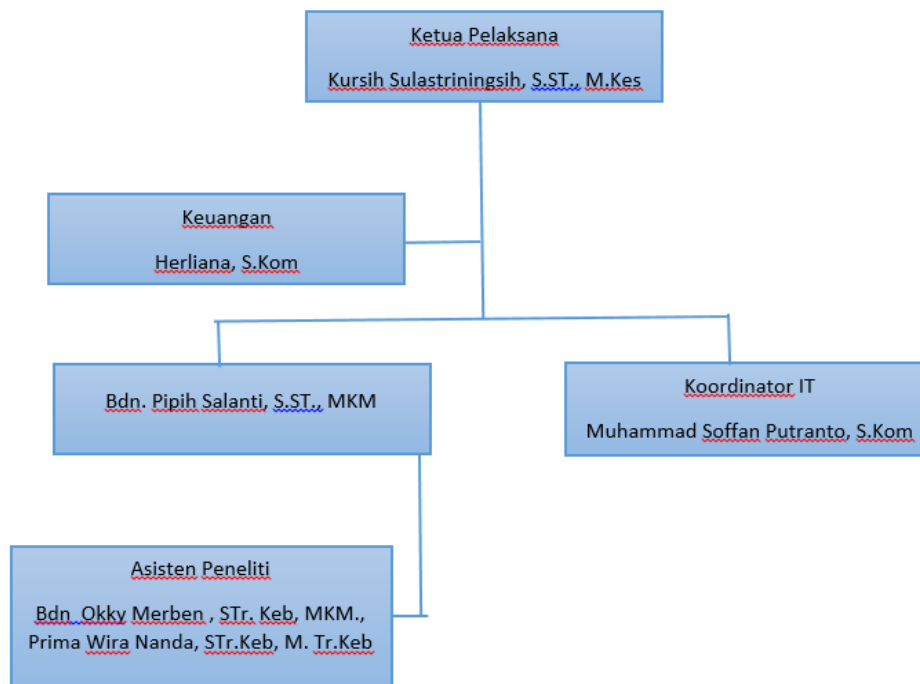 Ketua Pelaksana
Kursih Sulastriningsih, S.ST., M.Kes
Keuangan
Herliana, S.Kom
Bdn. Pipih Salanti, S.ST., MKM
Koordinator IT
Muhammad Soffan Putranto, S.Kom
Asisten Peneliti
Bdn Okky Merben , STr. Keb, MKM.,
Prima Wira Nanda, STr.Keb, M. Tr.Keb